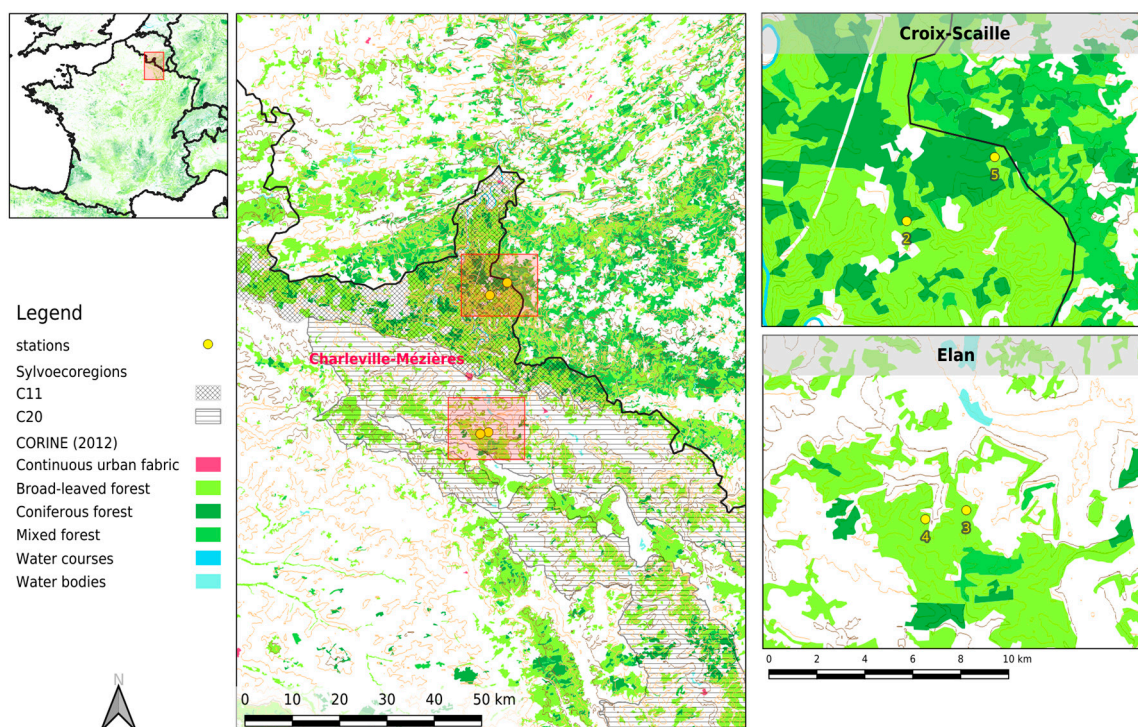 Croix-Scaille
5
2
Legend
stations
Sylvoecoregions
C11
C20
CORINE (2012)
Continuous urban fabric
Broad-leaved forest
Coniferous forest
Mixed forest
Water courses
Water bodies
N
Charleville-Mézières
0 10 20 30 40 50 km
Elan
4
3
0 2 4 6 8 10 km